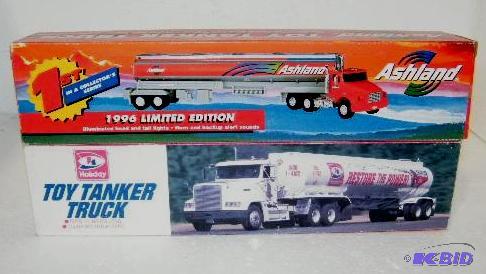 1ST
IN A COLLECTOR'S
SERIES
Ashland
Ashland
1996 LIMITED EDITION
Illuminated head and tail lights • Horn and backup alert sounds
Holiday
TOY TANKER
TRUCK
RESTORE THE POWER!
K-BID